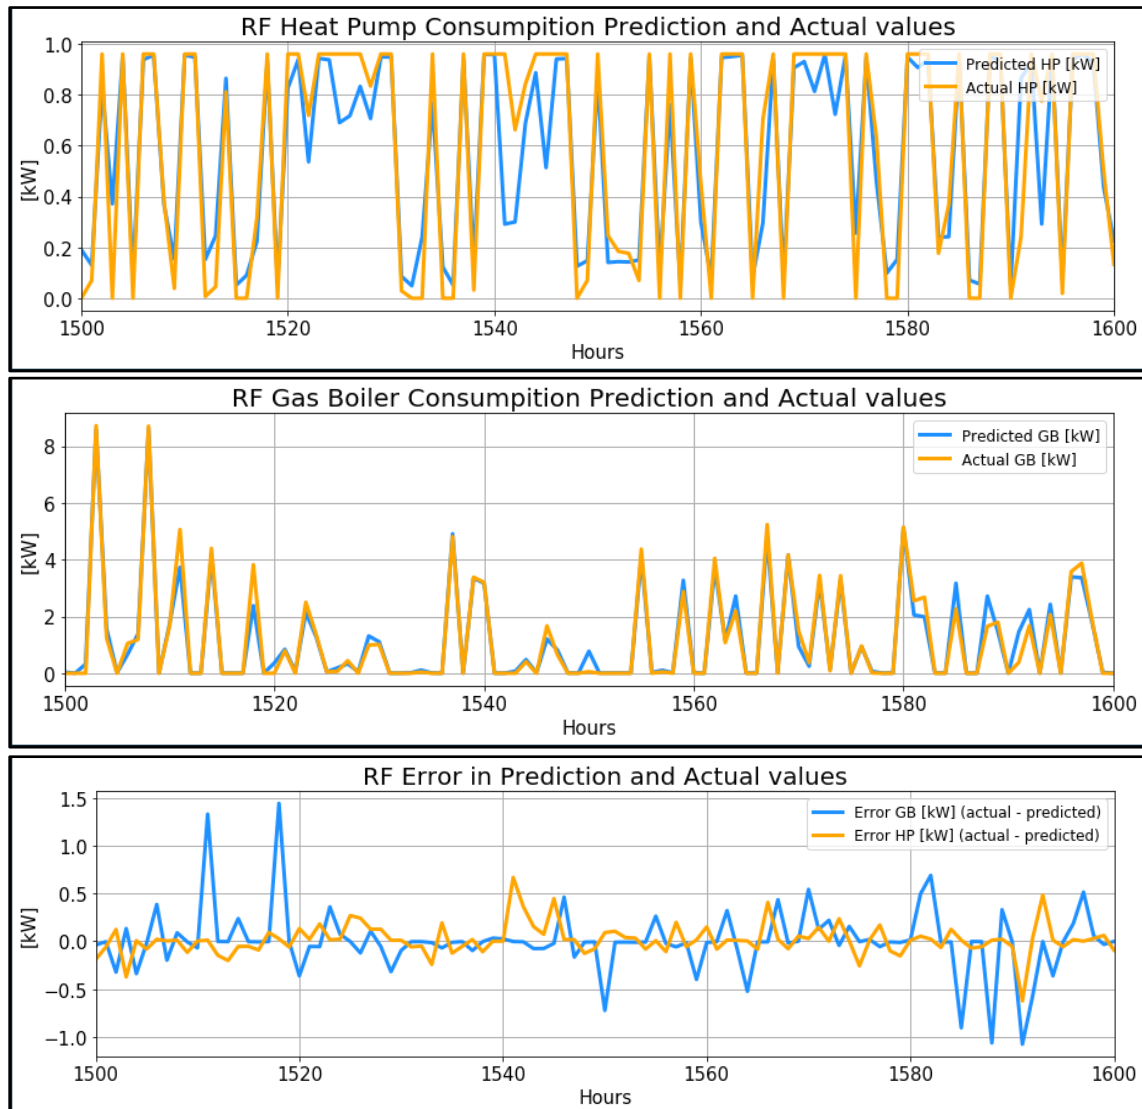 RF Heat Pump Consumpition Prediction and Actual values
1.0
0.8
0.6
0.4
0.2
0.0
[kW]
Predicted HP [kW]
Actual HP [kW]
1500 1520 1540 1560 1580 1600
Hours
RF Gas Boiler Consumpition Prediction and Actual values
8
6
4
2
0
[kW]
Predicted GB [kW]
Actual GB [kW]
1500 1520 1540 1560 1580 1600
Hours
RF Error in Prediction and Actual values
1.5
1.0
0.5
0.0
−0.5
−1.0
[kW]
Error GB [kW] (actual - predicted)
Error HP [kW] (actual - predicted)
1500 1520 1540 1560 1580 1600
Hours